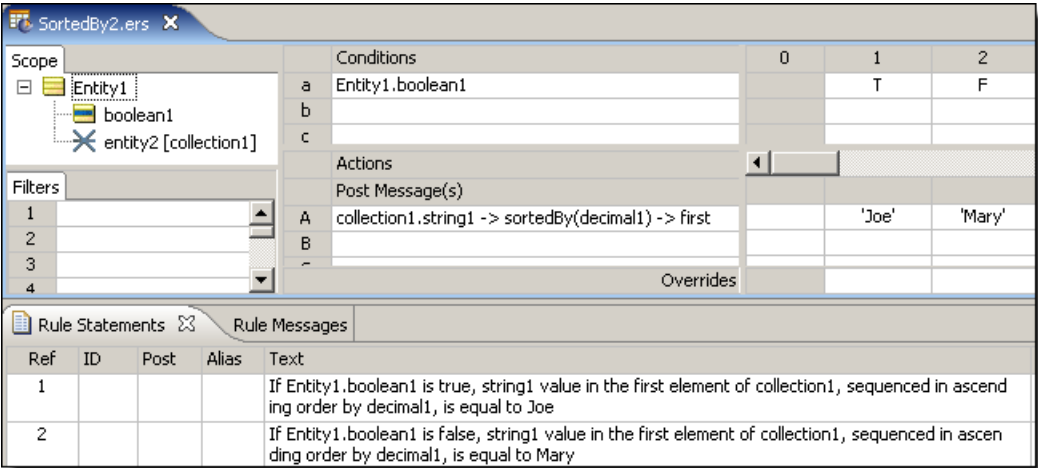 SortedBy2.ers
Scope
Entity1
boolean1
entity2 [collection1]
Filters
1
2
3
4
Conditions 0 1 2
a Entity1.boolean1 T F
b
c
Actions
Post Message(s)
A collection1.string1 -> sortedBy(decimal1) -> first 'Joe' 'Mary'
B
Overrides
Rule Statements Rule Messages
Ref ID Post Alias Text
1 If Entity1.boolean1 is true, string1 value in the first element of collection1, sequenced in ascend
ing order by decimal1, is equal to Joe
2 If Entity1.boolean1 is false, string1 value in the first element of collection1, sequenced in ascen
ding order by decimal1, is equal to Mary